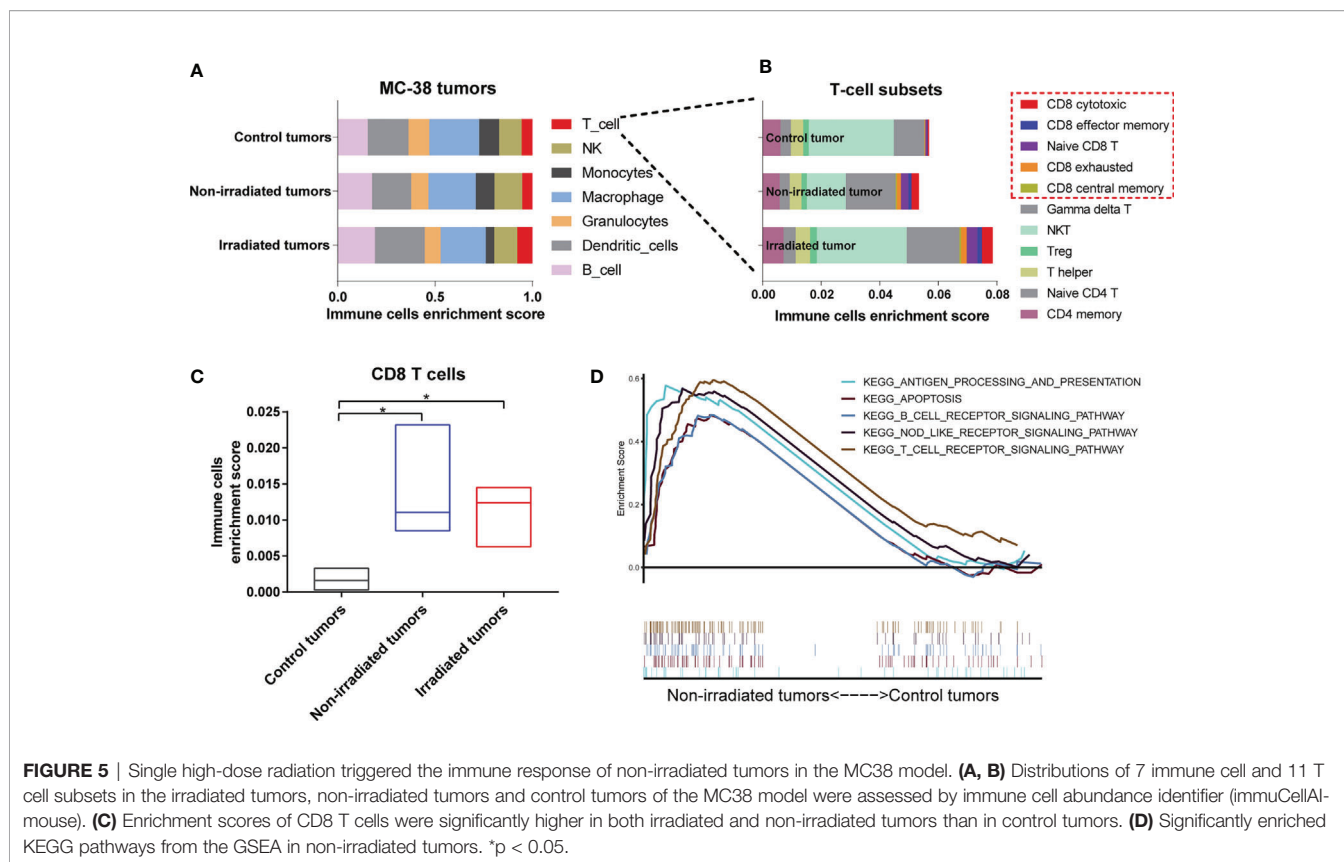 A
MC-38 tumors
Control tumors
Non-irradiated tumors
Irradiated tumors
0.0
0.5
1.0
Immune cells enrichment score
T_cell
NK
Monocytes
Macrophage
Granulocytes
Dendritic_cells
B_cell
B
T-cell subsets
Control tumor
Non-irradiated tumor
Irradiated tumor
0.00
0.02
0.04
0.06
0.08
Immune cells enrichment score
CD8 cytotoxic
CD8 effector memory
Naive CD8 T
CD8 exhausted
CD8 central memory
Gamma delta T
NKT
Treg
T helper
Naive CD4 T
CD4 memory
C
CD8 T cells
Immune cells
enrichment score
0.025
0.020
0.015
0.010
0.005
0.000
*
*
Control tumors
Non-irradiated tumors
Irradiated tumors
D
Enrichment Score
0.6
0.4
0.2
0.0
KEGG_ANTIGEN_PROCESSING_AND_PRESENTATION
KEGG_APOPTOSIS
KEGG_B_CELL_RECEPTOR_SIGNALING_PATHWAY
KEGG_NOD_LIKE_RECEPTOR_SIGNALING_PATHWAY
KEGG_T_CELL_RECEPTOR_SIGNALING_PATHWAY
Non-irradiated tumors<---->Control tumors
FIGURE 5 | Single high-dose radiation triggered the immune response of non-irradiated tumors in the MC38 model. (A, B) Distributions of 7 immune cell and 11 T
cell subsets in the irradiated tumors, non-irradiated tumors and control tumors of the MC38 model were assessed by immune cell abundance identifier (immuCellAI-
mouse). (C) Enrichment scores of CD8 T cells were significantly higher in both irradiated and non-irradiated tumors than in control tumors. (D) Significantly enriched
KEGG pathways from the GSEA in non-irradiated tumors. *p < 0.05.